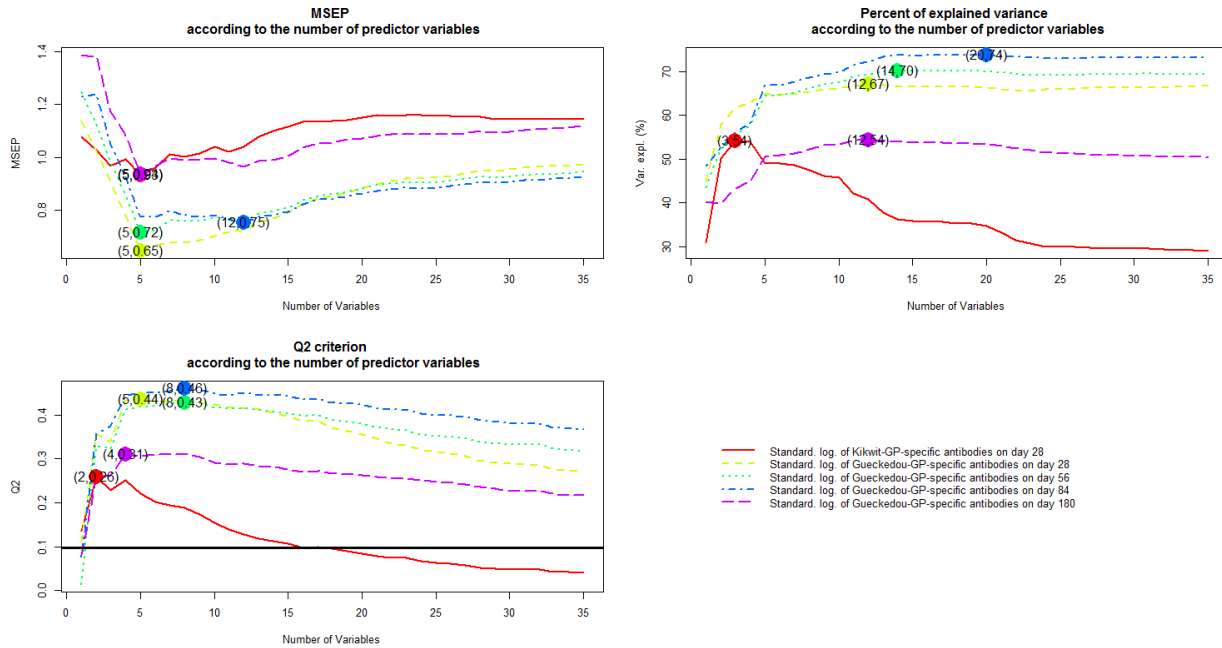 MSEP
according to the number of predictor variables
MSEP
1.4
1.2
1.0
0.8
(5,0.72)
(5,0.65)
(12,0.75)
0 5 10 15 20 25 30 35
Number of Variables
Percent of explained variance
according to the number of predictor variables
Var. expl. (%)
70
60
50
40
30
(3,54)
(12,67)
(14,70)
(20,74)
(12,54)
0 5 10 15 20 25 30 35
Number of Variables
Q2 criterion
according to the number of predictor variables
Q2
0.4
0.3
0.2
0.1
0.0
(2,0.26)
(4,0.31)
(5,0.44)
(8,0.46)
(8,0.43)
0 5 10 15 20 25 30 35
Number of Variables
Standard. log. of Kikwit-GP-specific antibodies on day 28
Standard. log. of Gueckedou-GP-specific antibodies on day 28
Standard. log. of Gueckedou-GP-specific antibodies on day 56
Standard. log. of Gueckedou-GP-specific antibodies on day 84
Standard. log. of Gueckedou-GP-specific antibodies on day 180